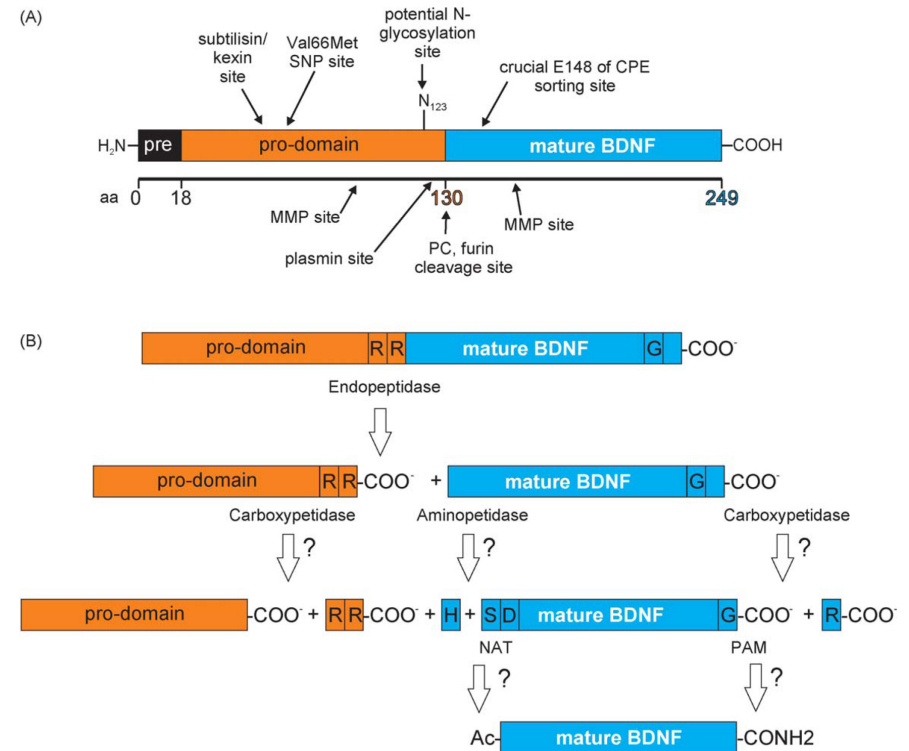 (A)
subtilisin/
kexin
site
Val66Met
SNP site
potential N-
glycosylation
site
crucial E148 of CPE
sorting site
N₁₂₃
H₂N
pre
pro-domain
mature BDNF
COOH
aa 0 18 130 249
MMP site
plasmin site
PC, furin
cleavage site
MMP site
(B)
pro-domain R R mature BDNF G -COO⁻
Endopeptidase
pro-domain R R -COO⁻ + mature BDNF G -COO⁻
Carboxypetidase Aminopetidase Carboxypetidase
? ? ?
pro-domain -COO⁻ + R R -COO⁻ + H + S D mature BDNF G -COO⁻ + R -COO⁻
NAT PAM
? ?
Ac- mature BDNF -CONH2